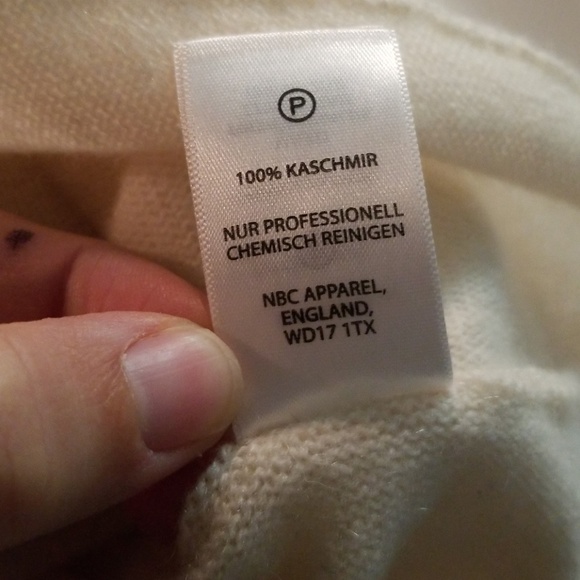 P
100% KASCHMIR
NUR PROFESSIONELL
CHEMISCH REINIGEN
NBC APPAREL,
ENGLAND,
WD17 1TX